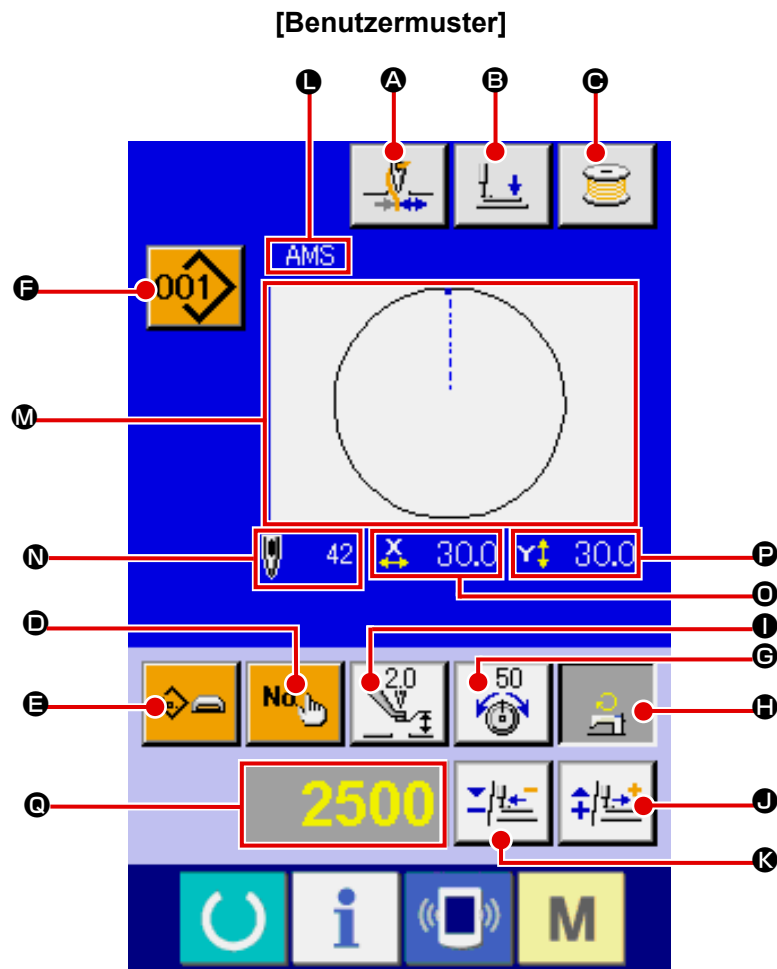 [Benutzermuster]
L A B C
AMS
F 001
M
N 42 X 30.0 Y 30.0 P
O
D I
2.0 50 G
E No. H
Q 2500 J
K
i M